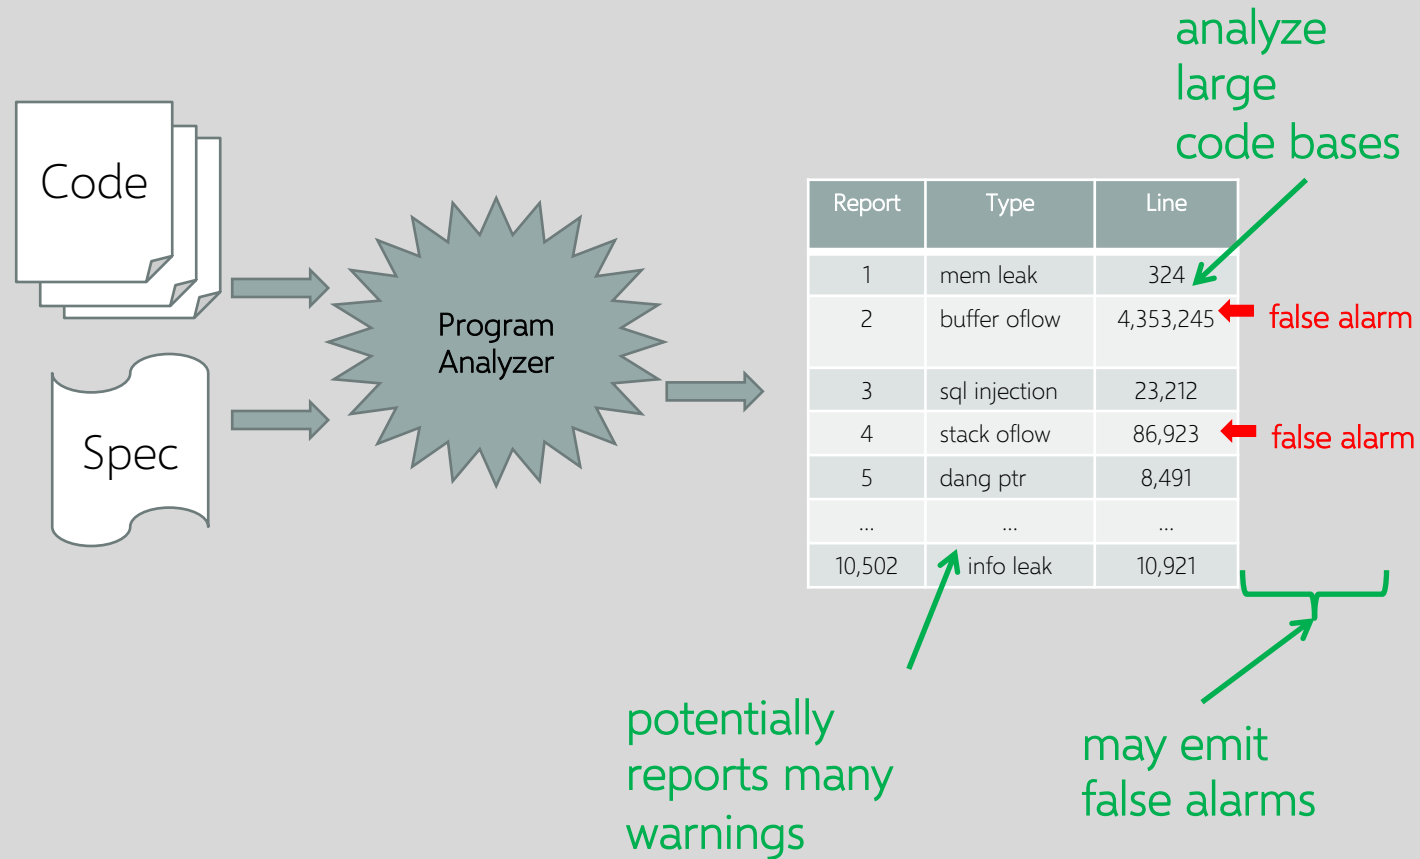 analyze
large
code bases
Code
Spec
Program
Analyzer
Report Type Line
1 mem leak 324
2 buffer oflow 4,353,245
false alarm
3 sql injection 23,212
4 stack oflow 86,923
false alarm
5 dang ptr 8,491
... ... ...
10,502 info leak 10,921
potentially
reports many
warnings
may emit
false alarms